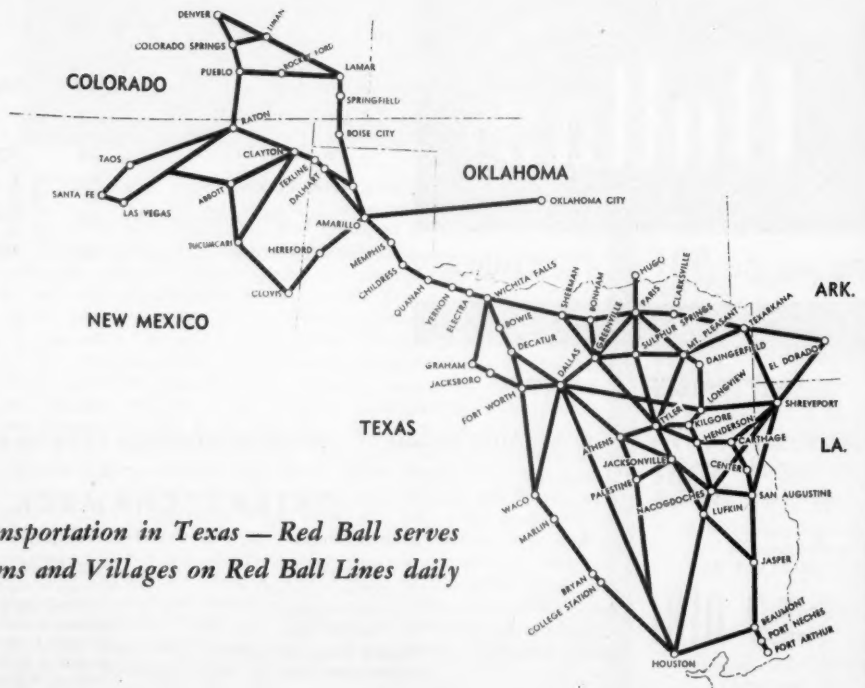 DENVER
LIMAN
COLORADO SPRINGS
ROCKEY FORD
PUEBLO
LAMAR
COLORADO
SPRINGFIELD
RATON
BOISE CITY
TAOS
CLAYTON
TEXLINE
DALHART
OKLAHOMA
SANTA FE
LAS VEGAS
ABBOTT
OKLAHOMA CITY
AMARILLO
TUCUMCARI
HEREFORD
MEMPHIS
CLOVIS
CHILDRESS
NEW MEXICO
QUANAH
VERNON
ELECTRA
WICHITA FALLS
SHERMAN
BONHAM
GREENVILLE
HUGO
PARIS
CLARKSVILLE
SULPHUR SPRINGS
MT. PLEASANT
TEXARKANA
ARK.
BOWIE
DECATUR
DALLAS
DAINGERFIELD
EL DORADO
GRAHAM
JACKSBORO
LONGVIEW
FORT WORTH
SHREVEPORT
TEXAS
TYLER
KILGORE
HENDERSON
CARTHAGE
LA.
ATHENS
JACKSONVILLE
CENTER
PALESTINE
NACOGDOCHES
SAN AUGUSTINE
WACO
LUFKIN
MARLIN
nsportation in Texas — Red Ball serves
ns and Villages on Red Ball Lines daily
JASPER
BRYAN
COLLEGE STATION
BEAUMONT
PORT NECHES
PORT ARTHUR
HOUSTON